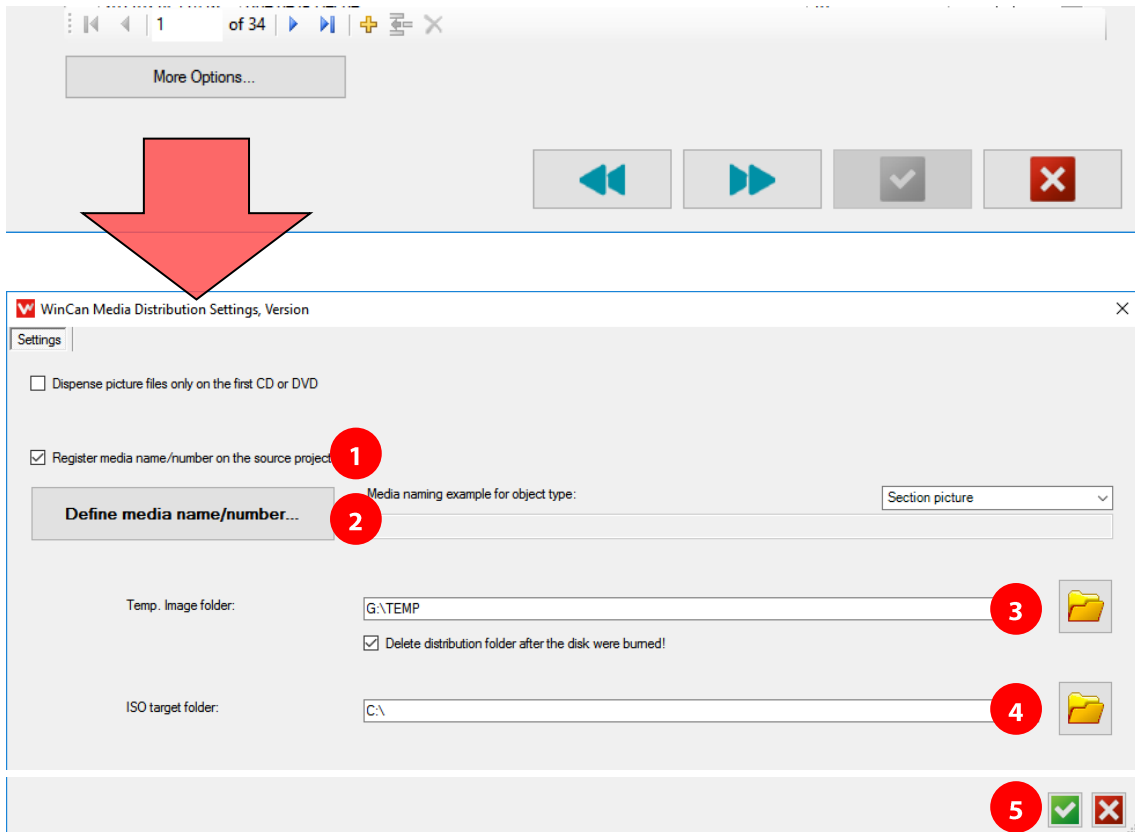 1 of 34
More Options...
WinCan Media Distribution Settings, Version
Settings
Dispense picture files only on the first CD or DVD
Register media name/number on the source project
1
Define media name/number...
2
Media naming example for object type:
Section picture
Temp. Image folder:
G:\TEMP
3
Delete distribution folder after the disk were burned!
ISO target folder:
C:\
4
5